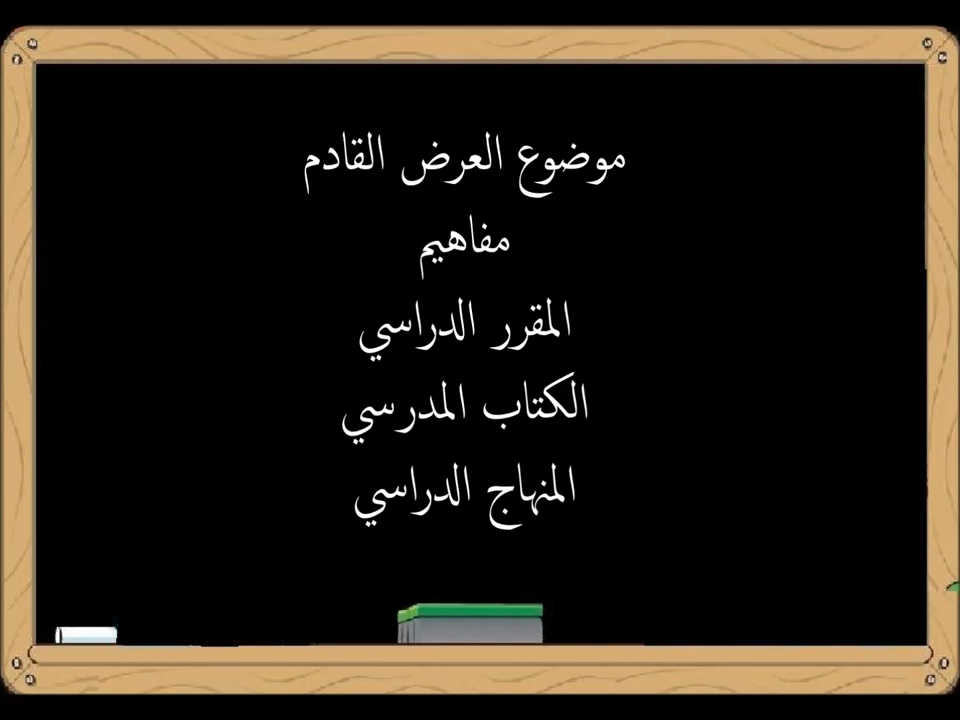 موضوع العرض القادم
مفاهيم
المقرر الدراسي
الكتاب المدرسي
المنهاج الدراسي